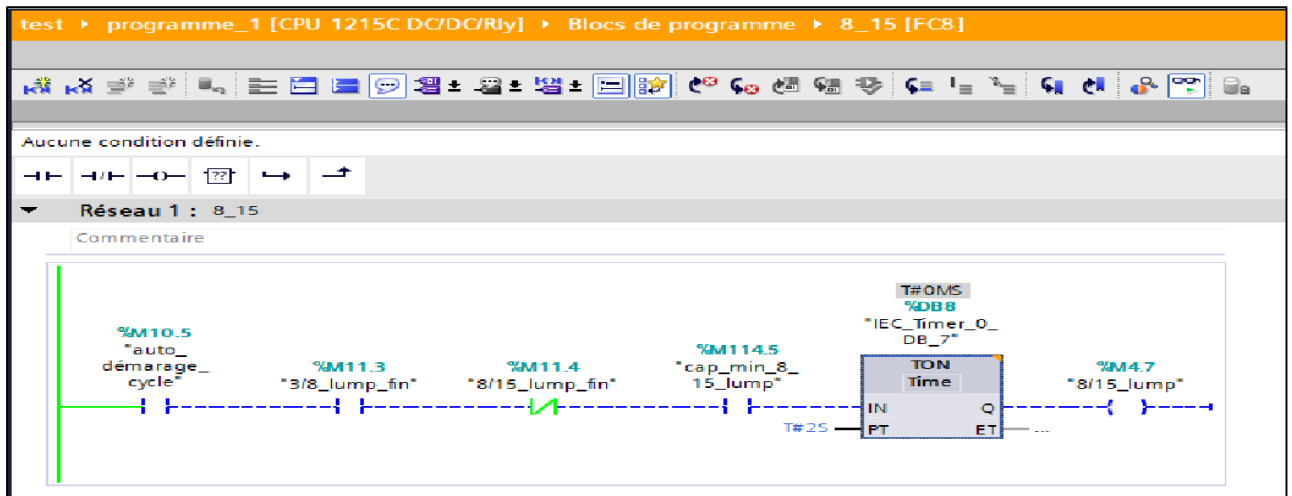 test ▸ programme_1 [CPU 1215C DC/DC/Rly] ▸ Blocs de programme ▸ 8_15 [FC8]
Aucune condition définie.
??
Réseau 1 : 8_15
Commentaire
T#0MS
%DB8
"IEC_Timer_0_
DB_7"
%M10.5
"auto_
démarage_
cycle"
%M11.3
"3/8_lump_fin"
%M11.4
"8/15_lump_fin"
%M114.5
"cap_min_8_
15_lump"
TON
Time
%M4.7
"8/15_lump"
IN
Q
T#2S
PT
ET
...